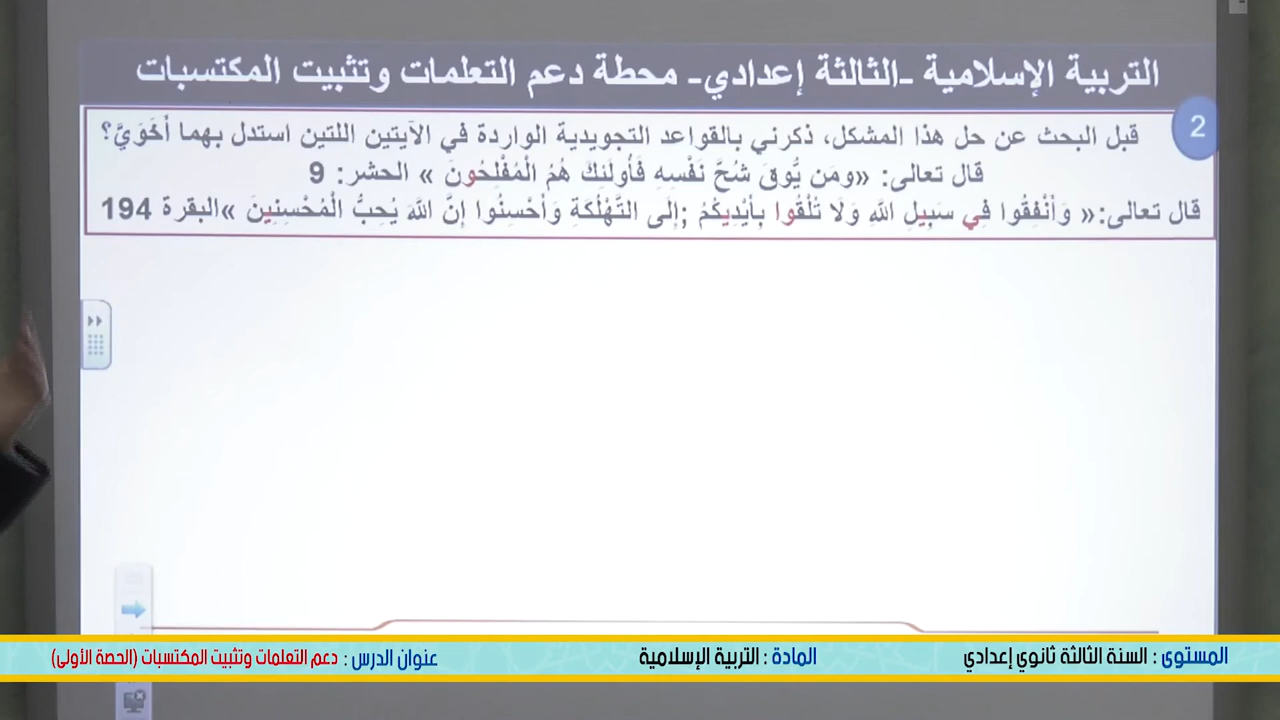 التربية الإسلامية -الثالثة إعدادي- محطة دعم التعلمات وتثبيت المكتسبات
2
قبل البحث عن حل هذا المشكل، ذكرني بالقواعد التجويدية الواردة في الآيتين اللتين استدل بهما أَخَوَيَّ؟
قال تعالى: «ومَن يُّوقَ شُحَّ نَفْسِهِ فَأُولَئِكَ هُمُ الْمُفْلِحُونَ » الحشر: 9
قال تعالى:« وَأَنْفِقُوا فِي سَبِيلِ اللَّهِ وَلَا تُلْقُوا بِأَيْدِيكُمْ ;إِلَى التَّهْلُكَةِ وَأَحْسِنُوا إِنَّ اللَّهَ يُحِبُّ الْمُحْسِنِينَ »البقرة 194
المستوى : السنة الثالثة ثانوي إعدادي
المادة : التربية الإسلامية
عنوان الدرس : دعم التعلمات وتثبيت المكتسبات (الحصة الأولى)